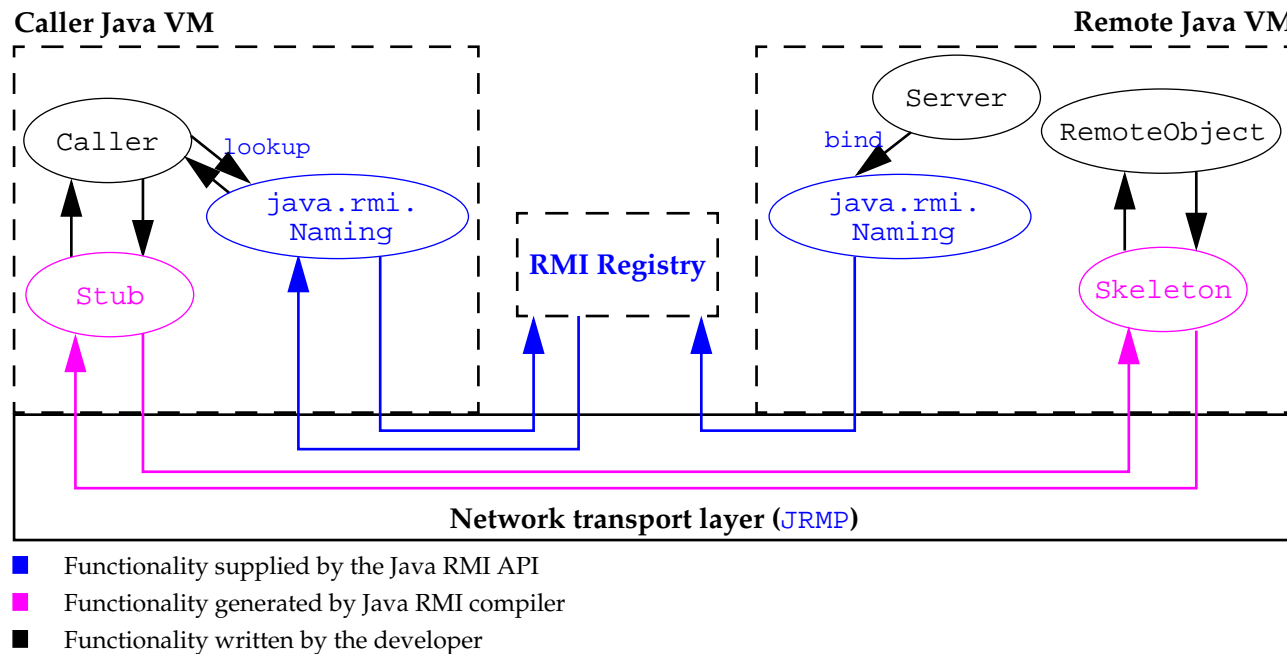 Caller Java VM
Remote Java VM
Server
Caller
lookup
bind
RemoteObject
java.rmi.
Naming
java.rmi.
Naming
RMI Registry
Stub
Skeleton
Network transport layer (JRMP)
Functionality supplied by the Java RMI API
Functionality generated by Java RMI compiler
Functionality written by the developer